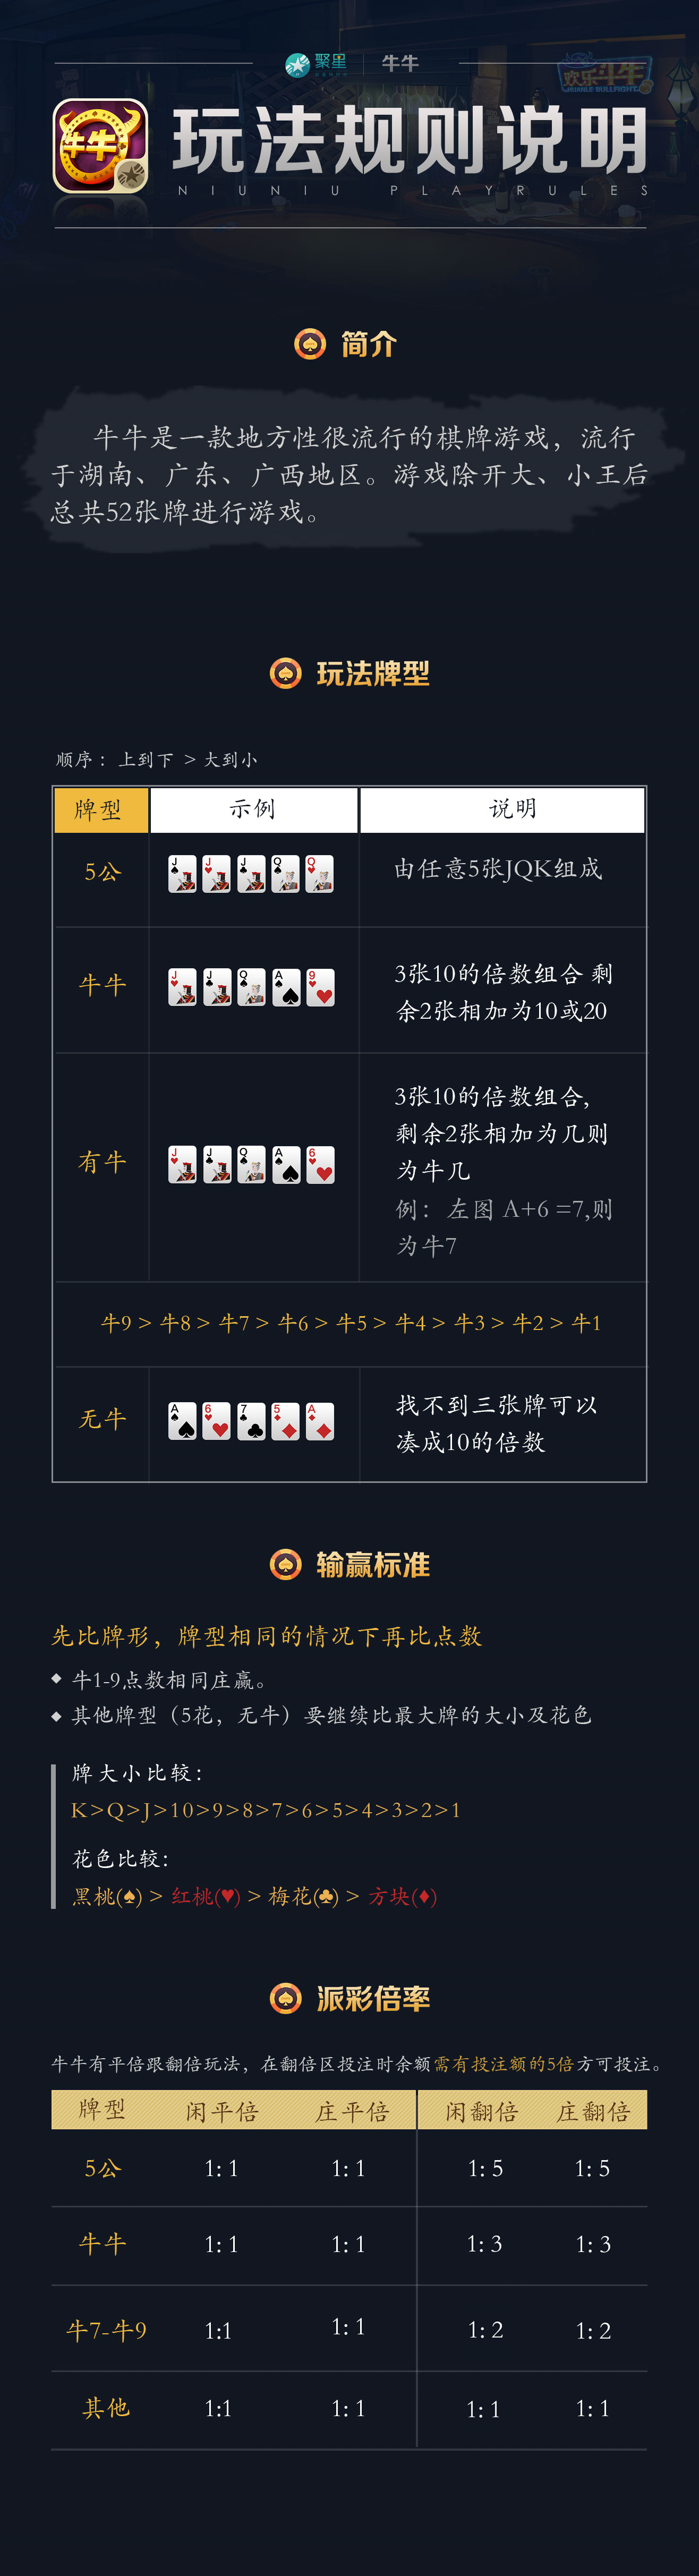 聚星 牛牛
欢乐牛牛
HUANLE BULLFIGHT
牛牛
玩法规则说明
NIUNIU PLAYRULES
简介
牛牛是一款地方性很流行的棋牌游戏，流行
于湖南、广东、广西地区。游戏除开大、小王后
总共52张牌进行游戏。
玩法牌型
顺序：上到下 > 大到小
牌型 示例 说明
5公 J J J Q Q 由任意5张JQK组成
牛牛 J J Q A 9 3张10的倍数组合 剩
余2张相加为10或20
有牛 J J Q A 6 3张10的倍数组合，
剩余2张相加为几则
为牛几
例：左图 A+6 =7,则
为牛7
牛9 > 牛8 > 牛7 > 牛6 > 牛5 > 牛4 > 牛3 > 牛2 > 牛1
无牛 A 6 7 5 A 找不到三张牌可以
凑成10的倍数
输赢标准
先比牌形，牌型相同的情况下再比点数
◆ 牛1-9点数相同庄赢。
◆ 其他牌型（5花，无牛）要继续比最大牌的大小及花色
牌大小比较：
K>Q>J>10>9>8>7>6>5>4>3>2>1
花色比较：
黑桃(♠) > 红桃(♥) > 梅花(♣) > 方块(♦)
派彩倍率
牛牛有平倍跟翻倍玩法，在翻倍区投注时余额需有投注额的5倍方可投注。
牌型 闲平倍 庄平倍 闲翻倍 庄翻倍
5公 1: 1 1: 1 1: 5 1: 5
牛牛 1: 1 1: 1 1: 3 1: 3
牛7-牛9 1:1 1: 1 1: 2 1: 2
其他 1:1 1: 1 1: 1 1: 1